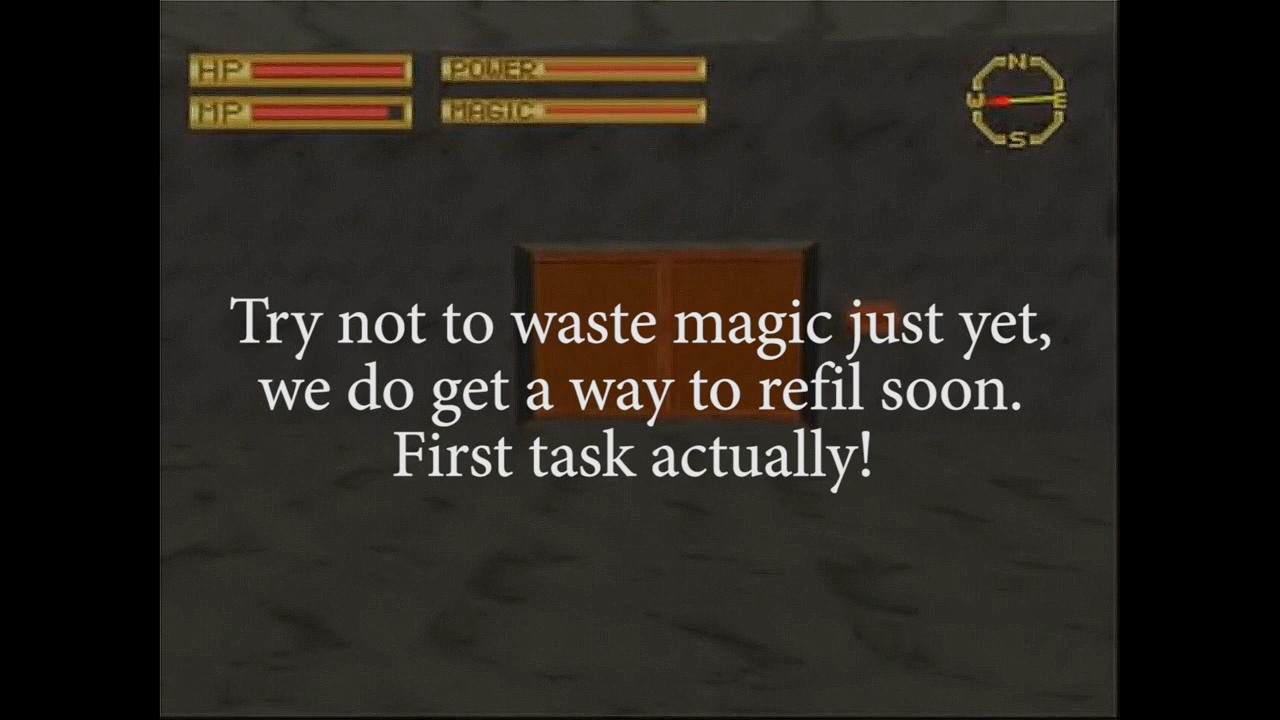 HP POWER N
W E
MP MAGIC
S
Try not to waste magic just yet,
we do get a way to refil soon.
First task actually!